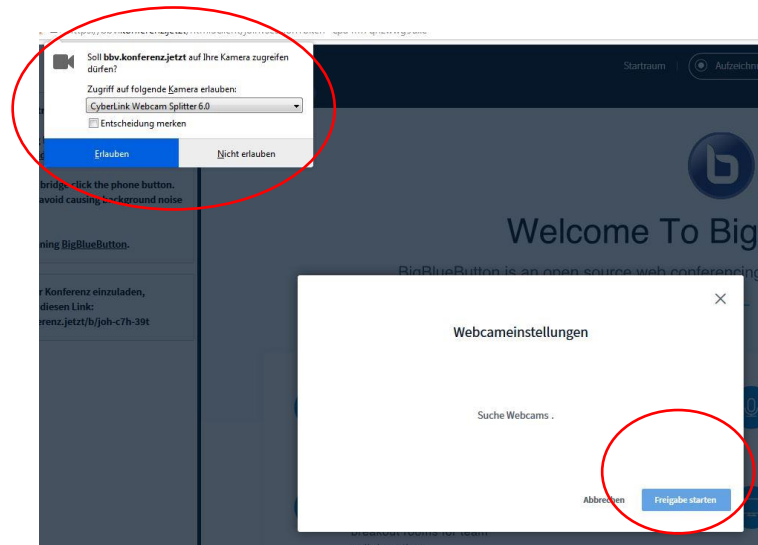 Soll bbv.konferenz.jetzt auf Ihre Kamera zugreifen
dürfen?
Zugriff auf folgende Kamera erlauben:
CyberLink Webcam Splitter 6.0
Entscheidung merken
Erlauben
Nicht erlauben
Startraum
Aufzeichn
bridge click the phone button.
avoid causing background noise
ning BigBlueButton.
Konferenz einzuladen,
diesen Link:
erenz.jetzt/b/joh-c7h-39t
Welcome To Big
BigBlueButton is an open source web conferencing
Webcameinstellungen
Suche Webcams .
Abbrechen
Freigabe starten
breakout rooms for team